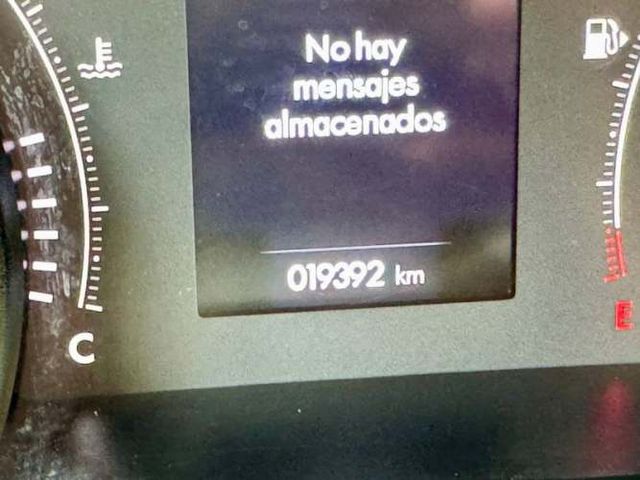 No hay
mensajes
almacenados
019392 km
C
E